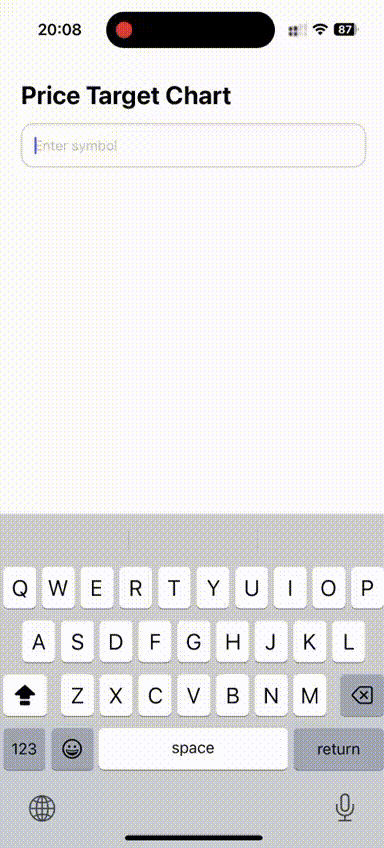 20:08
87
Price Target Chart
Enter symbol
Q W E R T Y U I O P
A S D F G H J K L
Z X C V B N M
123 space return